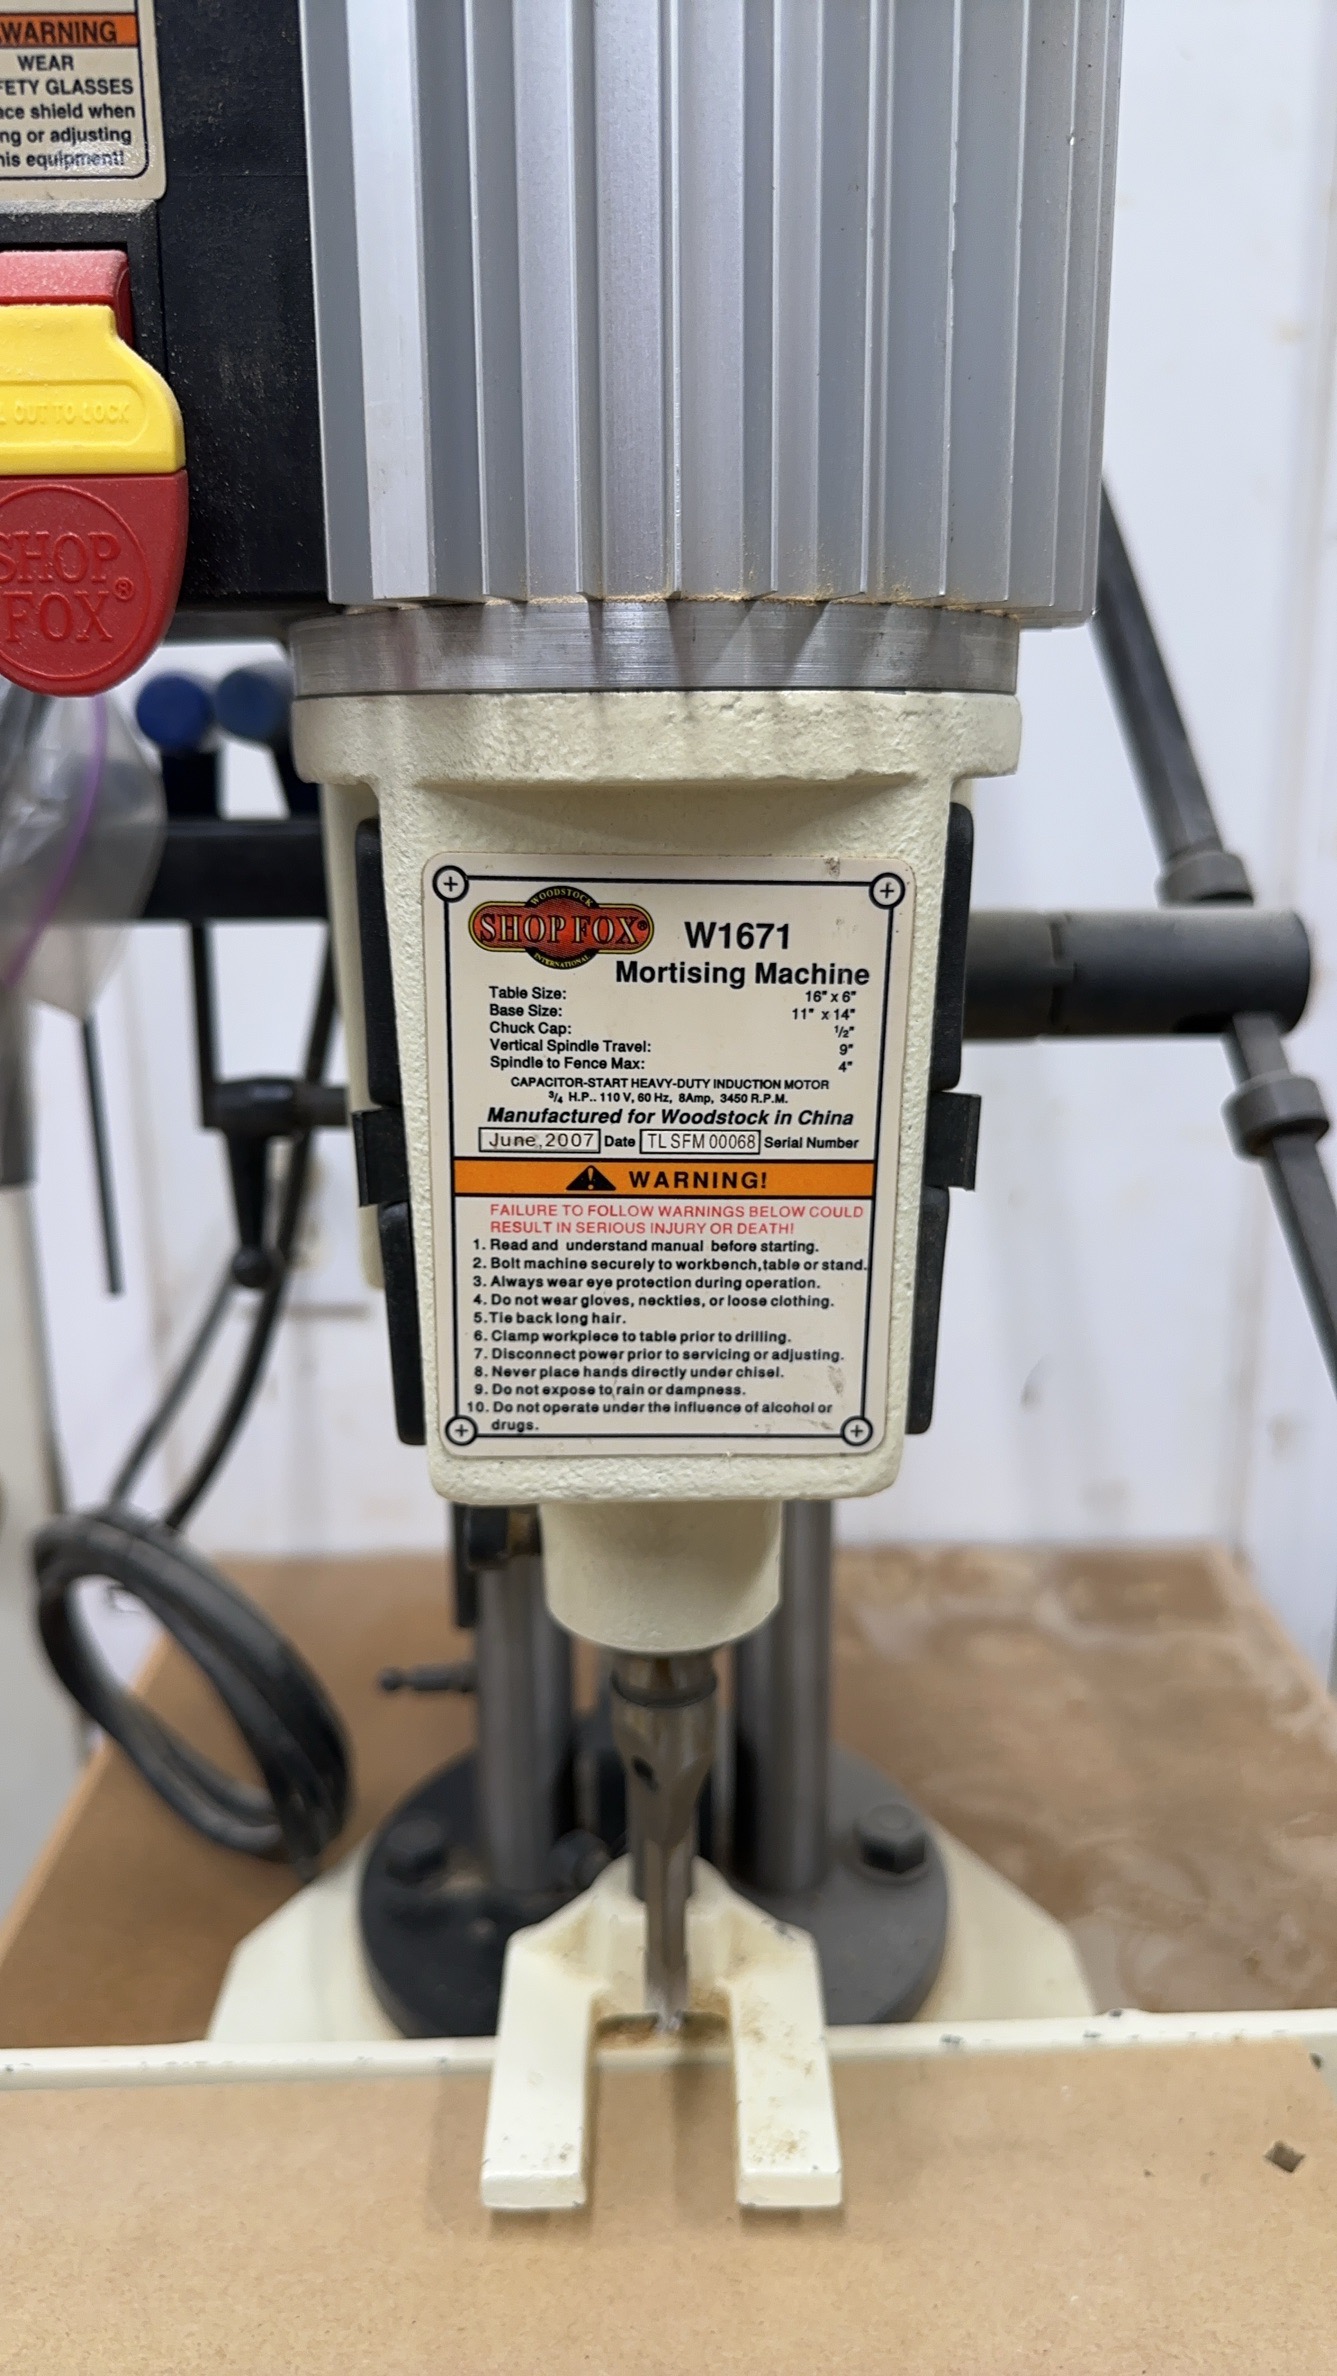 WARNING
WEAR
FETY GLASSES
ace shield when
ng or adjusting
his equipment!
L OUT TO LOCK
SHOP
FOX®
WOODSTOCK
SHOP FOX®
INTERNATIONAL
W1671
Mortising Machine
Table Size: 16" x 6"
Base Size: 11" x 14"
Chuck Cap: 1/2"
Vertical Spindle Travel: 9"
Spindle to Fence Max: 4"
CAPACITOR-START HEAVY-DUTY INDUCTION MOTOR
3/4 H.P.. 110 V, 60 Hz, 8Amp, 3450 R.P.M.
Manufactured for Woodstock in China
June,2007 Date TLSFM00068 Serial Number
WARNING!
FAILURE TO FOLLOW WARNINGS BELOW COULD
RESULT IN SERIOUS INJURY OR DEATH!
1. Read and understand manual before starting.
2. Bolt machine securely to workbench,table or stand.
3. Always wear eye protection during operation.
4. Do not wear gloves, neckties, or loose clothing.
5.Tie back long hair.
6. Clamp workpiece to table prior to drilling.
7. Disconnect power prior to servicing or adjusting.
8. Never place hands directly under chisel.
9. Do not expose to rain or dampness.
10. Do not operate under the influence of alcohol or
drugs.